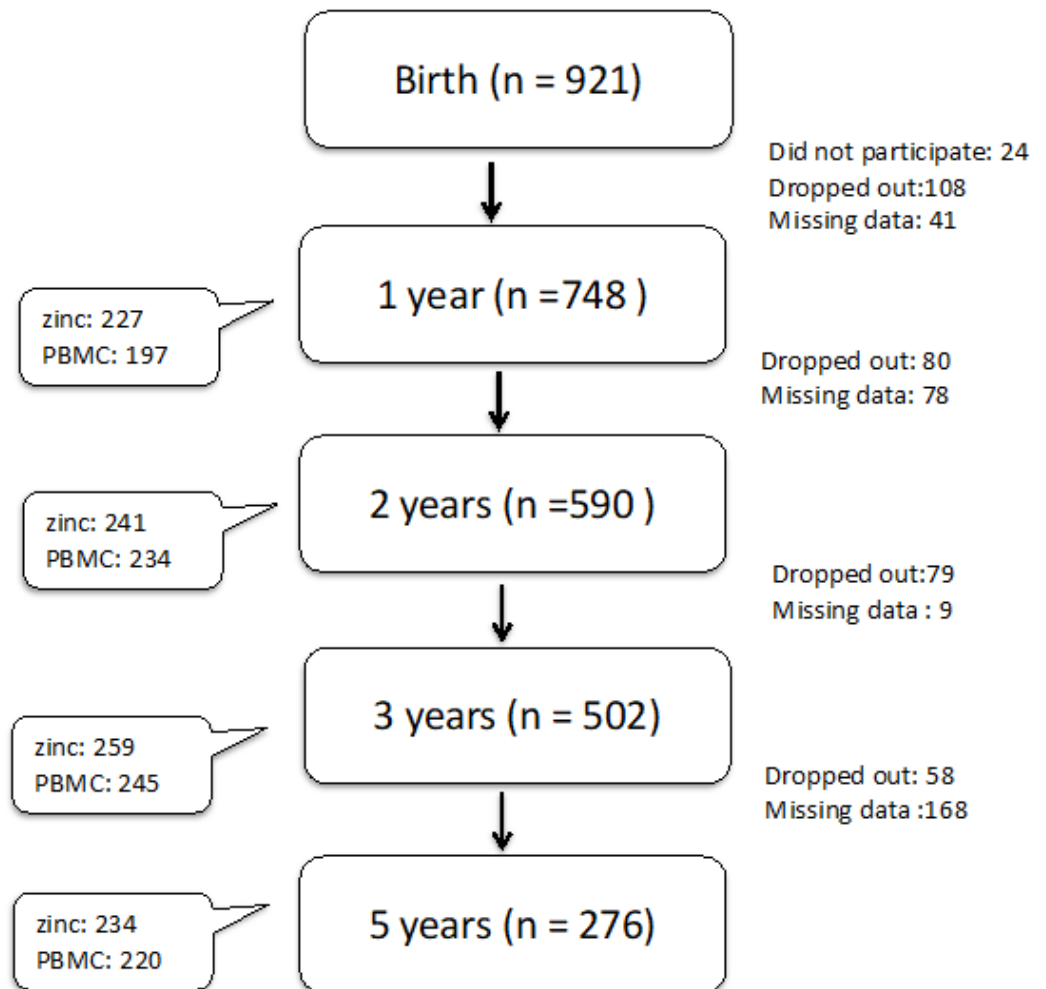 Birth (n = 921)
Did not participate: 24
Dropped out:108
Missing data: 41
1 year (n =748 )
zinc: 227
PBMC: 197
Dropped out: 80
Missing data: 78
2 years (n =590 )
zinc: 241
PBMC: 234
Dropped out:79
Missing data : 9
3 years (n = 502)
zinc: 259
PBMC: 245
Dropped out: 58
Missing data :168
5 years (n = 276)
zinc: 234
PBMC: 220